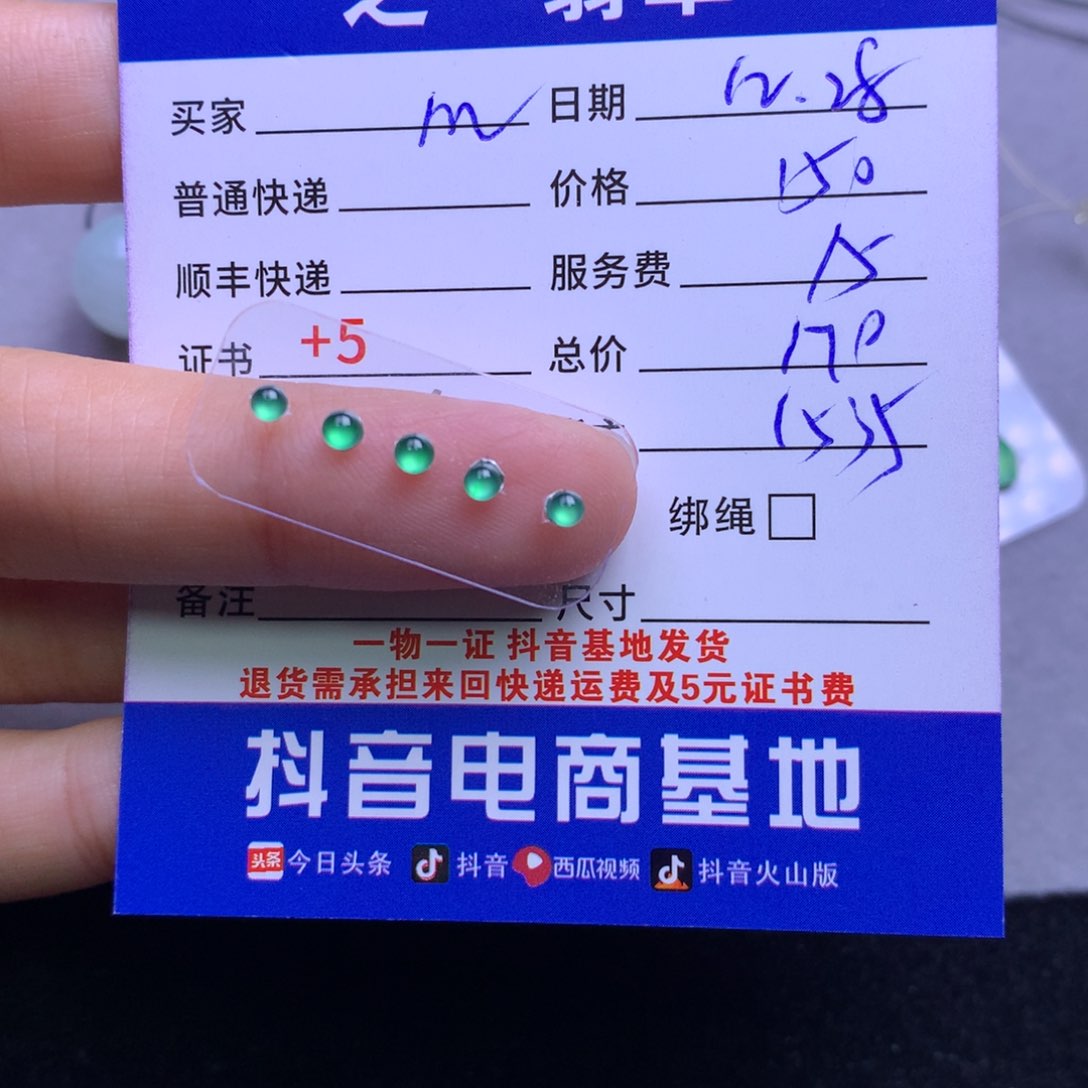 买家 m 日期 12.28
普通快递 价格 150
顺丰快递 服务费 15
证书 +5 总价 170
1535
绑绳
备注 尺寸
一物一证 抖音基地发货
退货需承担来回快递运费及5元证书费
抖音电商基地
头条 今日头条 抖音 西瓜视频 抖音火山版